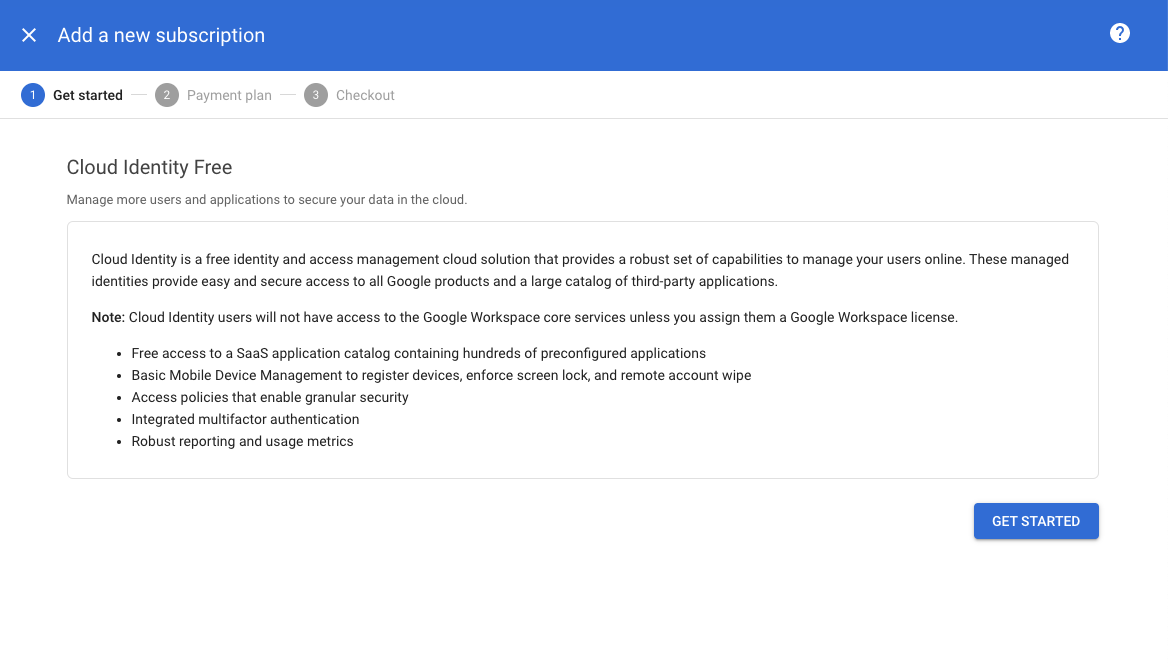 Add a new subscription
?
1 Get started 2 Payment plan 3 Checkout
Cloud Identity Free
Manage more users and applications to secure your data in the cloud.
Cloud Identity is a free identity and access management cloud solution that provides a robust set of capabilities to manage your users online. These managed
identities provide easy and secure access to all Google products and a large catalog of third-party applications.
Note: Cloud Identity users will not have access to the Google Workspace core services unless you assign them a Google Workspace license.
• Free access to a SaaS application catalog containing hundreds of preconfigured applications
• Basic Mobile Device Management to register devices, enforce screen lock, and remote account wipe
• Access policies that enable granular security
• Integrated multifactor authentication
• Robust reporting and usage metrics
GET STARTED